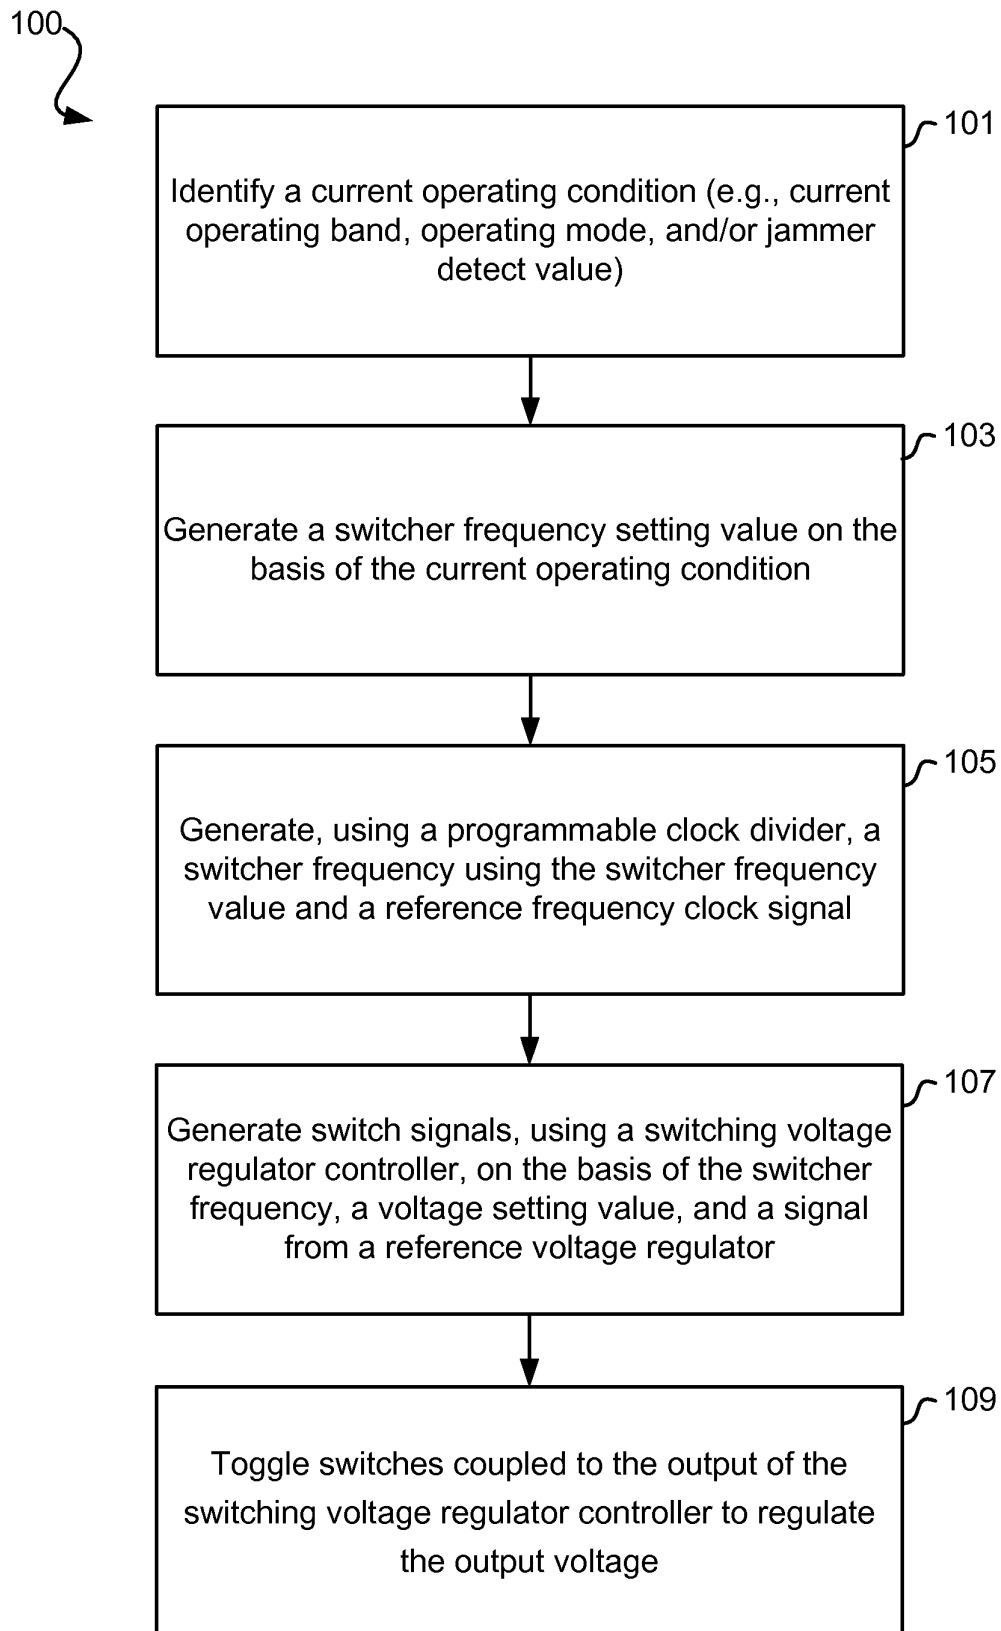 100
101
Identify a current operating condition (e.g., current
operating band, operating mode, and/or jammer
detect value)
103
Generate a switcher frequency setting value on the
basis of the current operating condition
105
Generate, using a programmable clock divider, a
switcher frequency using the switcher frequency
value and a reference frequency clock signal
107
Generate switch signals, using a switching voltage
regulator controller, on the basis of the switcher
frequency, a voltage setting value, and a signal
from a reference voltage regulator
109
Toggle switches coupled to the output of the
switching voltage regulator controller to regulate
the output voltage